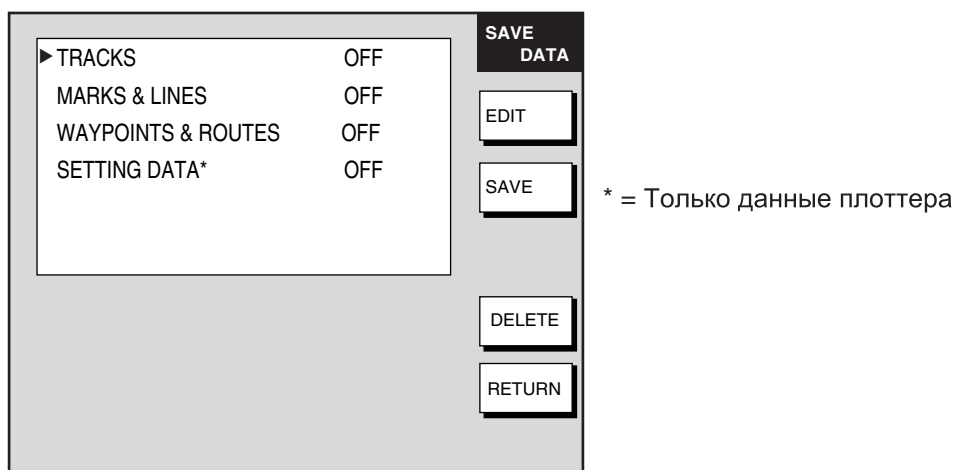 ▶TRACKS OFF
MARKS & LINES OFF
WAYPOINTS & ROUTES OFF
SETTING DATA* OFF
SAVE
DATA
EDIT
SAVE
DELETE
RETURN
* = Только данные плоттера